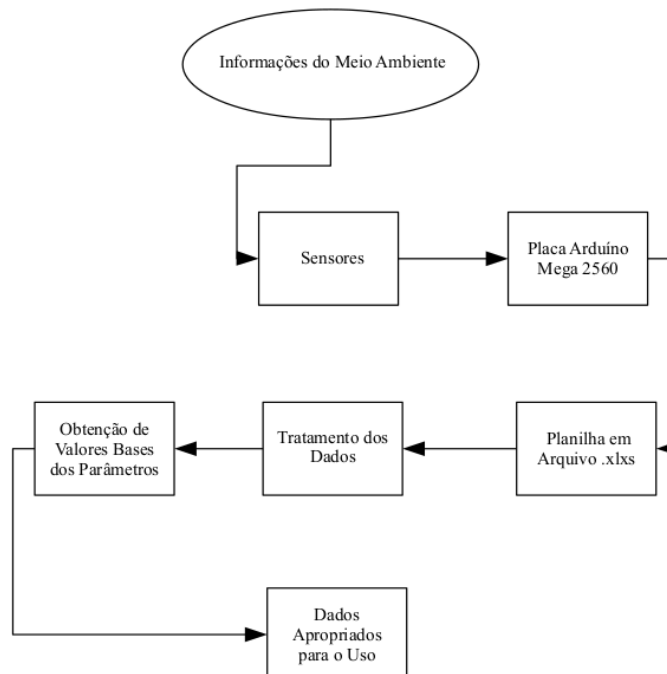 Informações do Meio Ambiente
Sensores
Placa Arduíno
Mega 2560
Planilha em
Arquivo .xlxs
Tratamento dos
Dados
Obtenção de
Valores Bases
dos Parâmetros
Dados
Apropriados
para o Uso